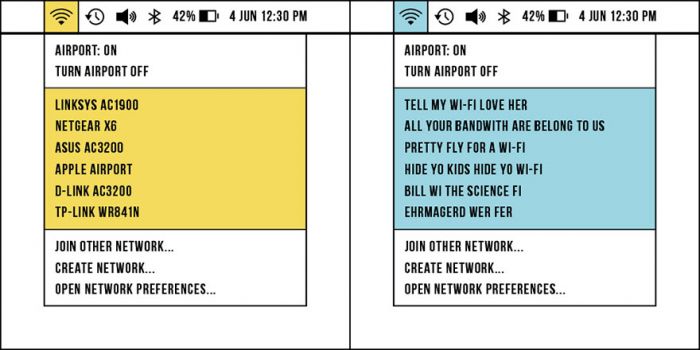 42% 4 JUN 12:30 PM
AIRPORT: ON
TURN AIRPORT OFF
LINKSYS AC1900
NETGEAR X6
ASUS AC3200
APPLE AIRPORT
D-LINK AC3200
TP-LINK WR841N
JOIN OTHER NETWORK...
CREATE NETWORK...
OPEN NETWORK PREFERENCES...
42% 4 JUN 12:30 PM
AIRPORT: ON
TURN AIRPORT OFF
TELL MY WI-FI LOVE HER
ALL YOUR BANDWITH ARE BELONG TO US
PRETTY FLY FOR A WI-FI
HIDE YO KIDS HIDE YO WI-FI
BILL WI THE SCIENCE FI
EHRMAGERD WER FER
JOIN OTHER NETWORK...
CREATE NETWORK...
OPEN NETWORK PREFERENCES...